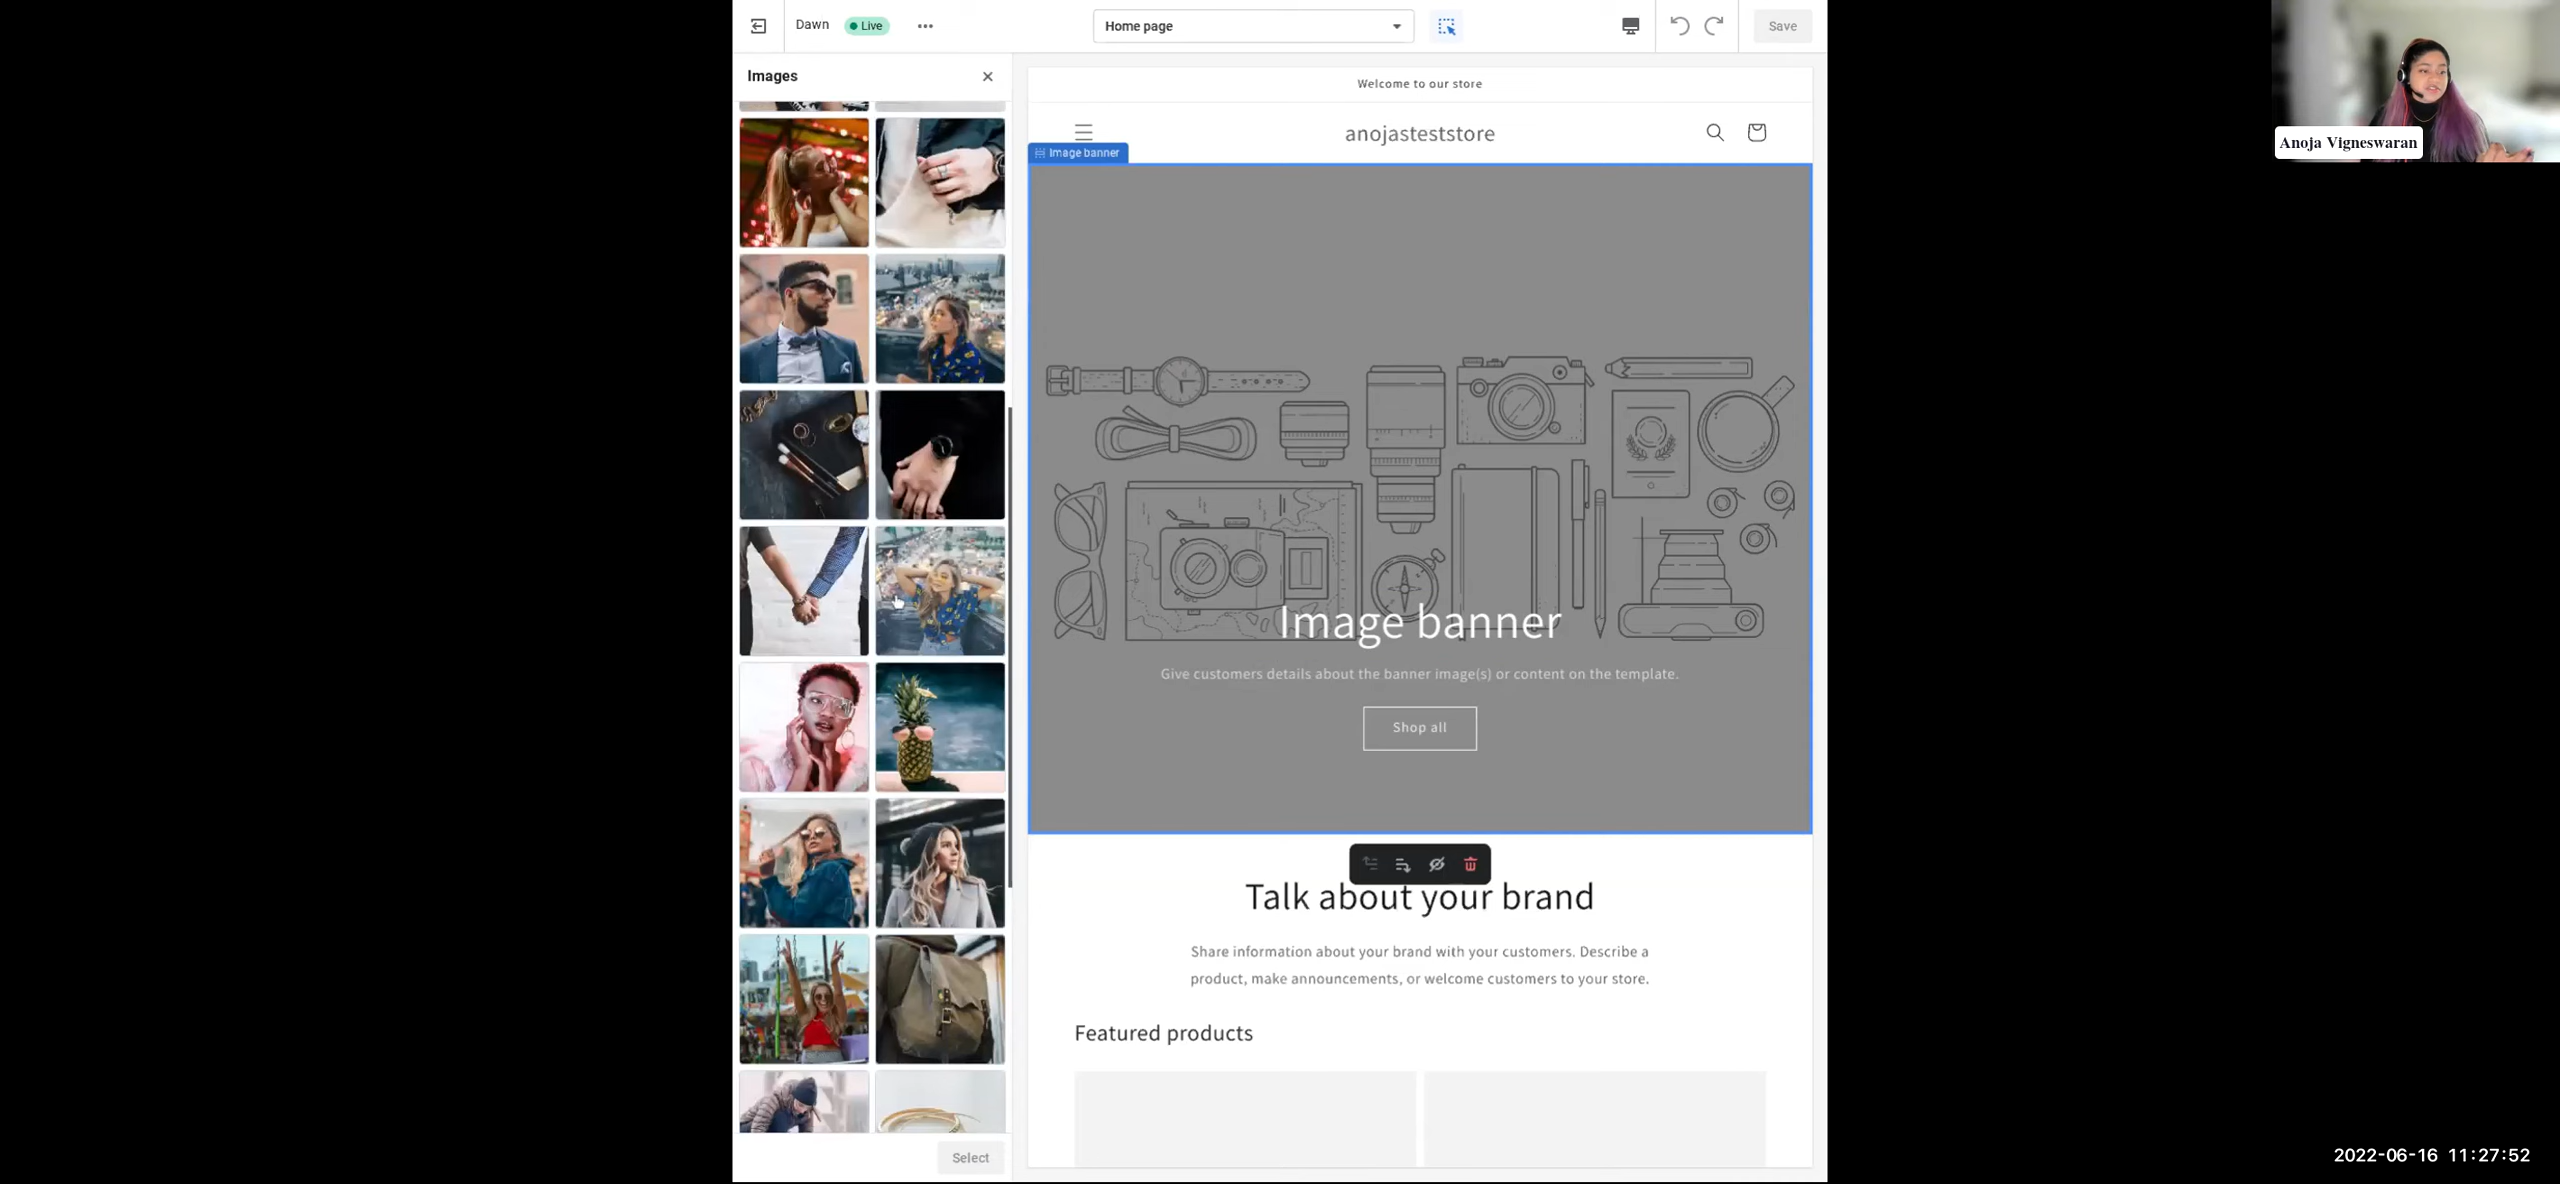 Dawn
Live
Home page
Save
Images
Welcome to our store
anojasteststore
Image banner
Image banner
Give customers details about the banner image(s) or content on the template.
Shop all
Talk about your brand
Share information about your brand with your customers. Describe a
product, make announcements, or welcome customers to your store.
Featured products
Select
Anoja Vigneswaran
2022-06-16 11:27:52